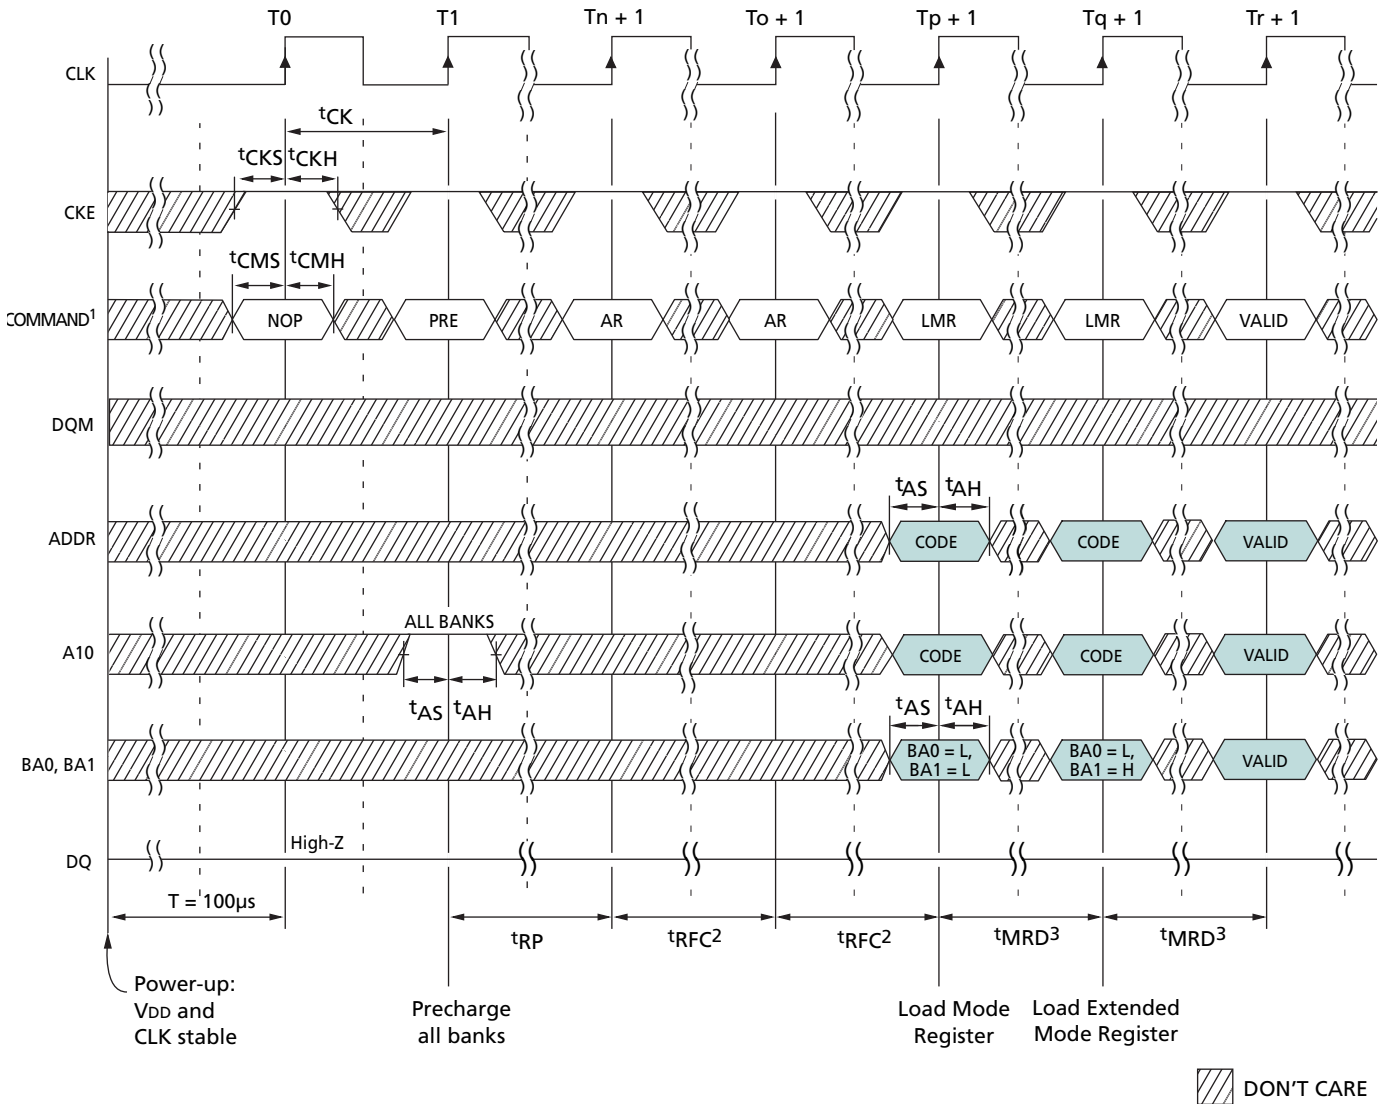 T0 T1 Tn + 1 To + 1 Tp + 1 Tq + 1 Tr + 1
CLK
tCK
tCKS tCKH
CKE
tCMS tCMH
COMMAND1 NOP PRE AR AR LMR LMR VALID
DQM
tAS tAH
ADDR CODE CODE VALID
ALL BANKS
A10 CODE CODE VALID
tAS tAH tAS tAH
BA0, BA1 BA0 = L, BA1 = L BA0 = L, BA1 = H VALID
High-Z
DQ
T = 100µs
tRP tRFC2 tRFC2 tMRD3 tMRD3
Power-up:
VDD and
CLK stable
Precharge
all banks
Load Mode
Register
Load Extended
Mode Register
DON'T CARE